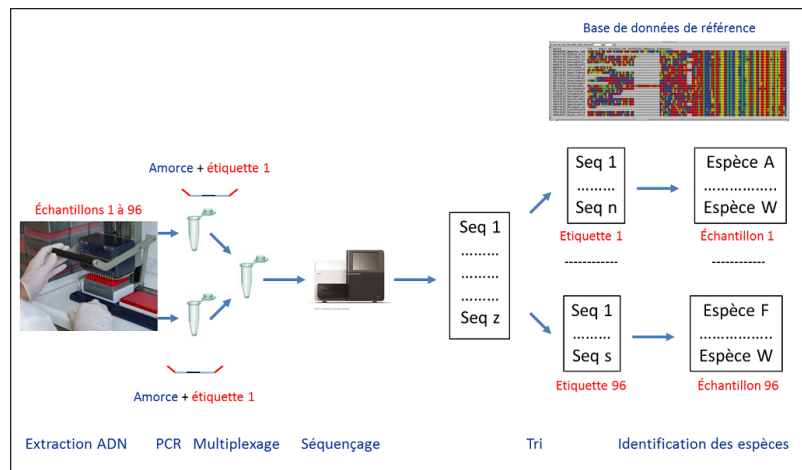 Base de données de référence
Amorce + étiquette 1
Échantillons 1 à 96
Seq 1
.........
.........
.........
Seq z
Seq 1
.........
Seq n
Etiquette 1
Espèce A
..................
Espèce W
Échantillon 1
-------------
-------------
Seq 1
.........
Seq s
Etiquette 96
Espèce F
..................
Espèce W
Échantillon 96
Amorce + étiquette 1
Extraction ADN PCR Multiplexage Séquençage Tri Identification des espèces